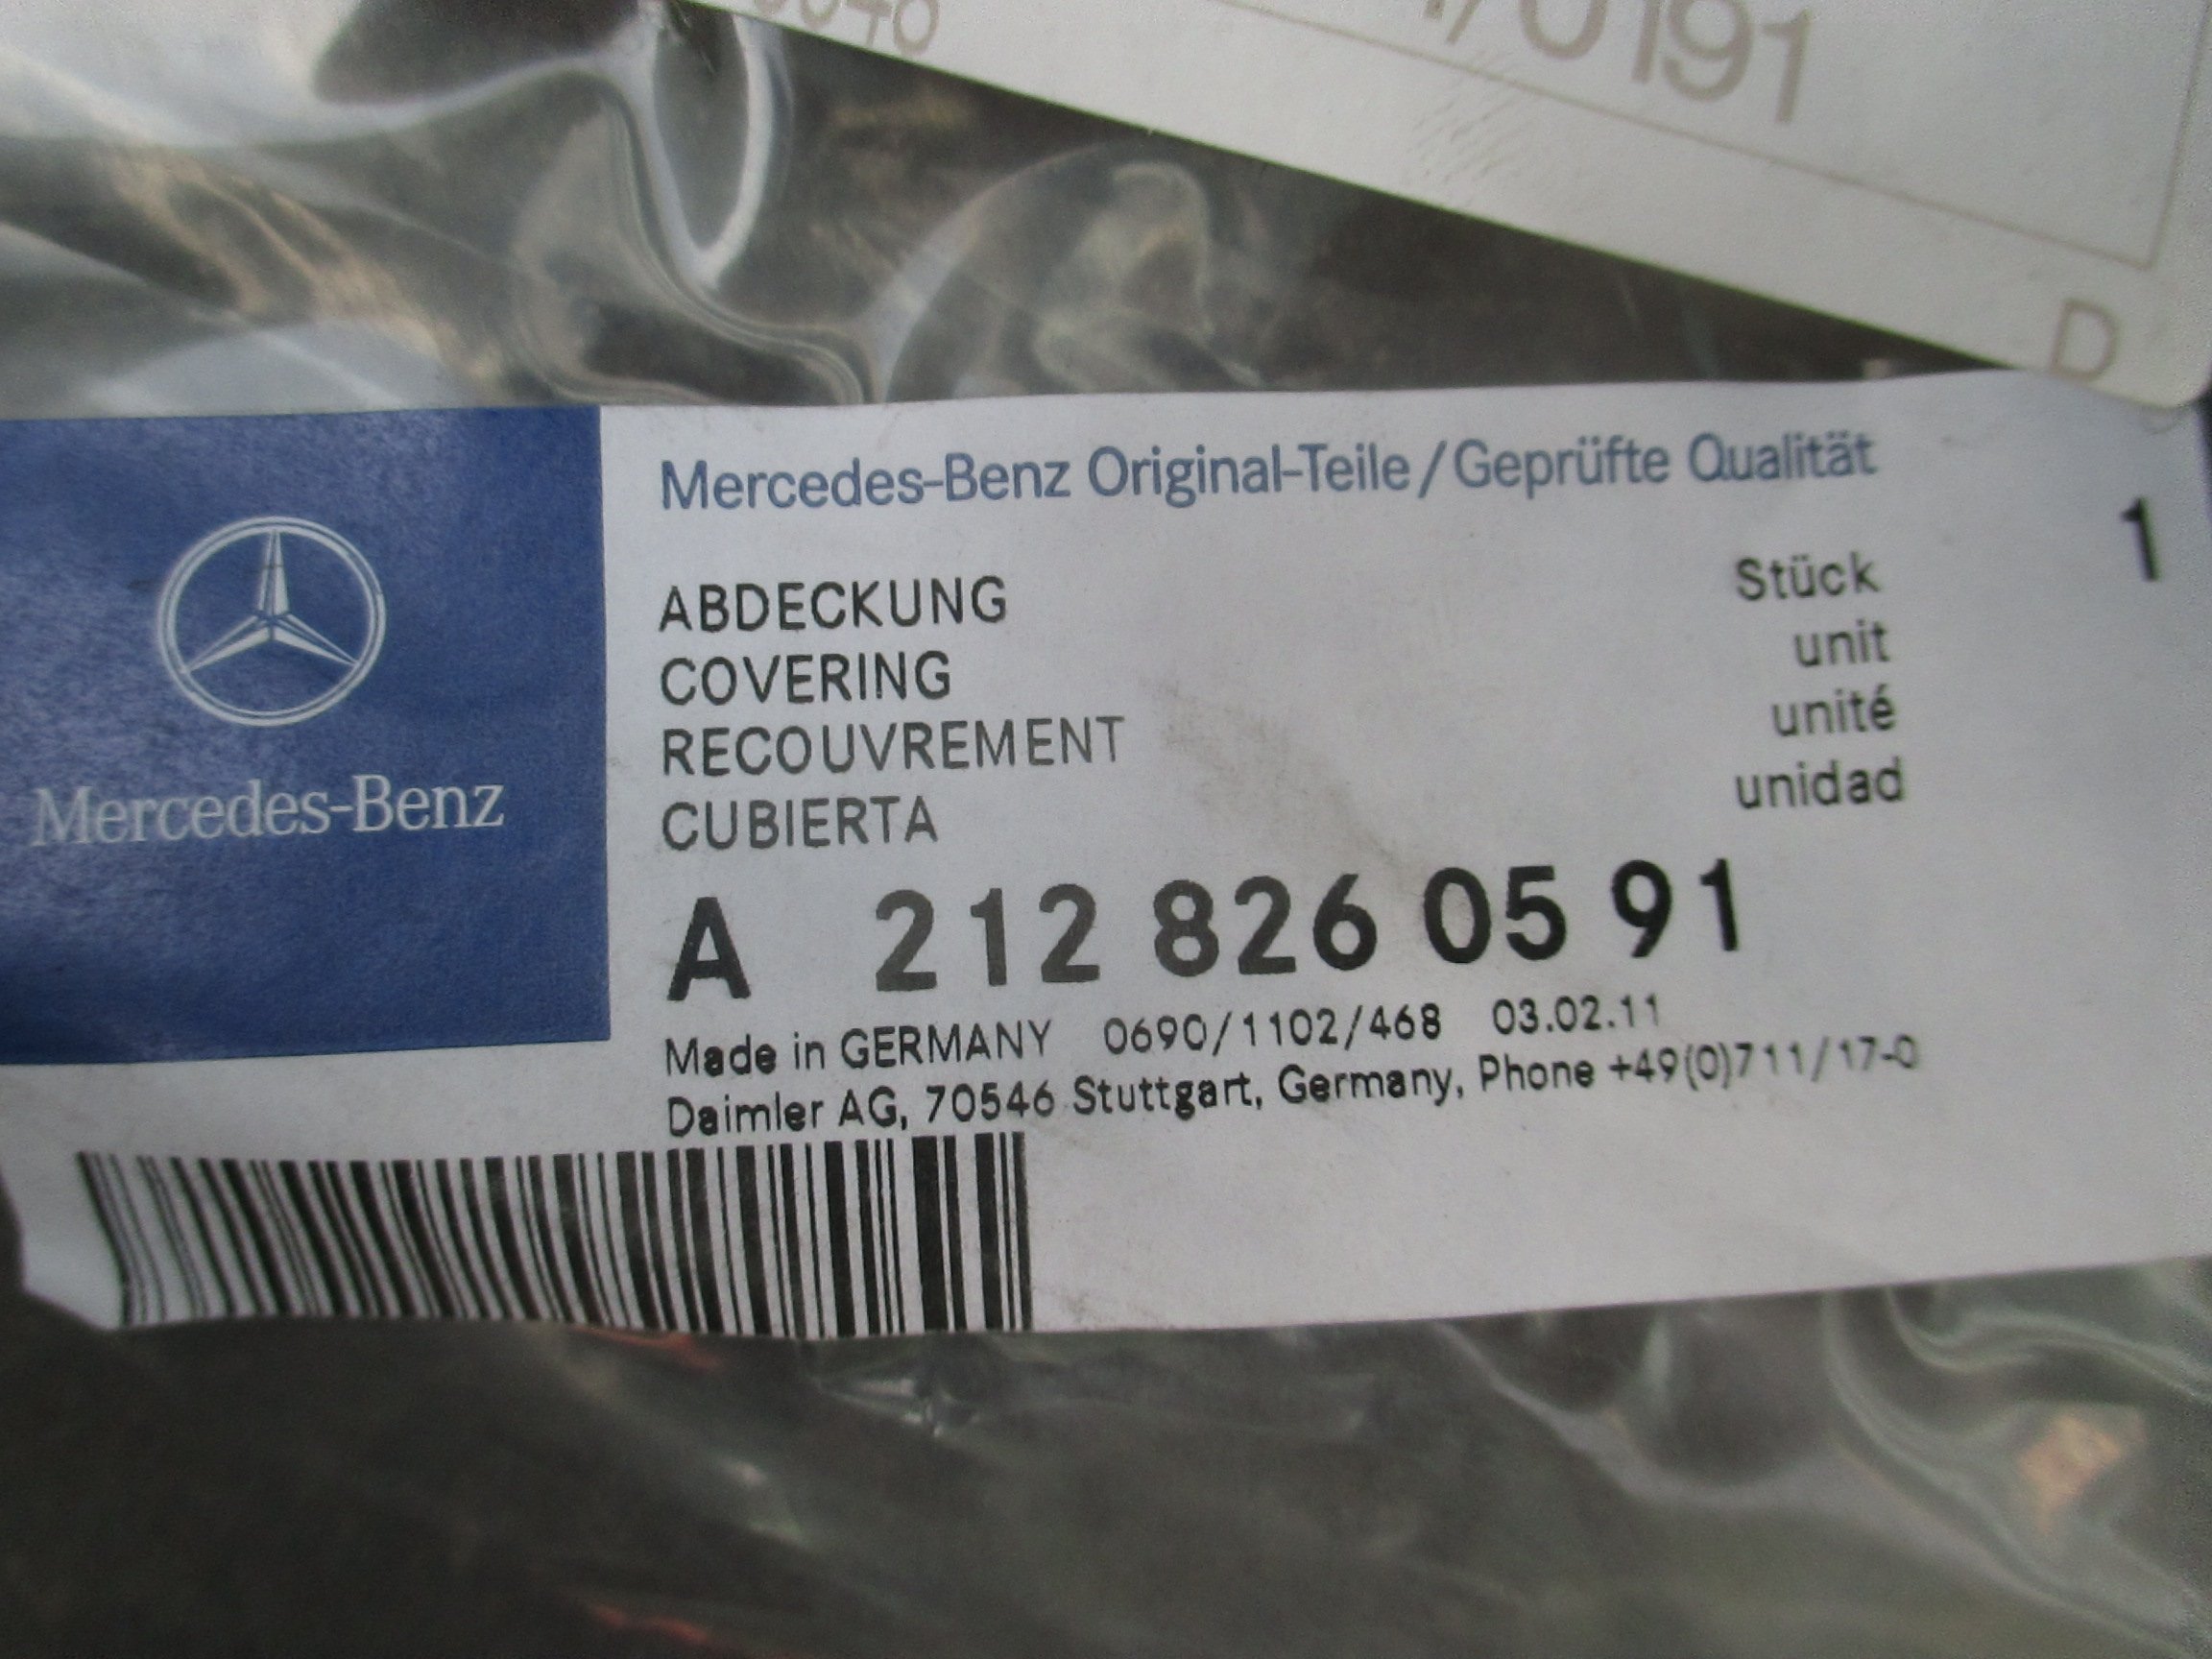 0191
D
Mercedes-Benz Original-Teile/Geprüfte Qualität
1
ABDECKUNG
Stück
COVERING
unit
RECOUVREMENT
unité
CUBIERTA
unidad
Mercedes-Benz
A 212 826 05 91
Made in GERMANY 0690/1102/468 03.02.11
Daimler AG, 70546 Stuttgart, Germany, Phone +49(0)711/17-0